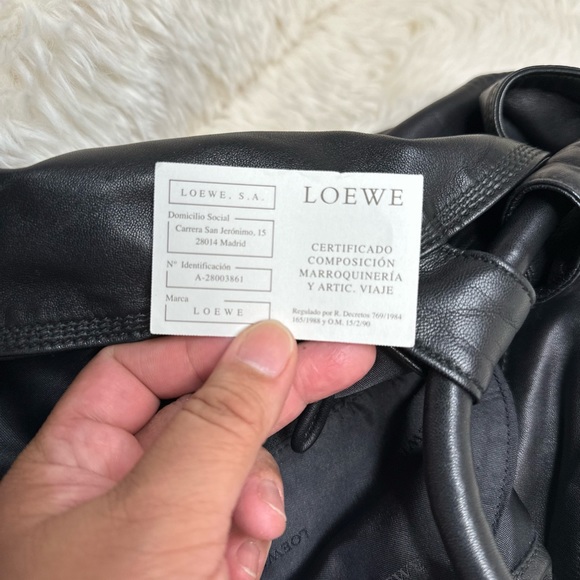 LOEWE, S.A.
Domicilio Social
Carrera San Jerónimo, 15
28014 Madrid
Nº Identificación
A-28003861
Marca
LOEWE
LOEWE
CERTIFICADO
COMPOSICIÓN
MARROQUINERÍA
Y ARTIC. VIAJE
Regulado por R. Decretos 769/1984
165/1988 y O.M. 15/2/90
LOEWE